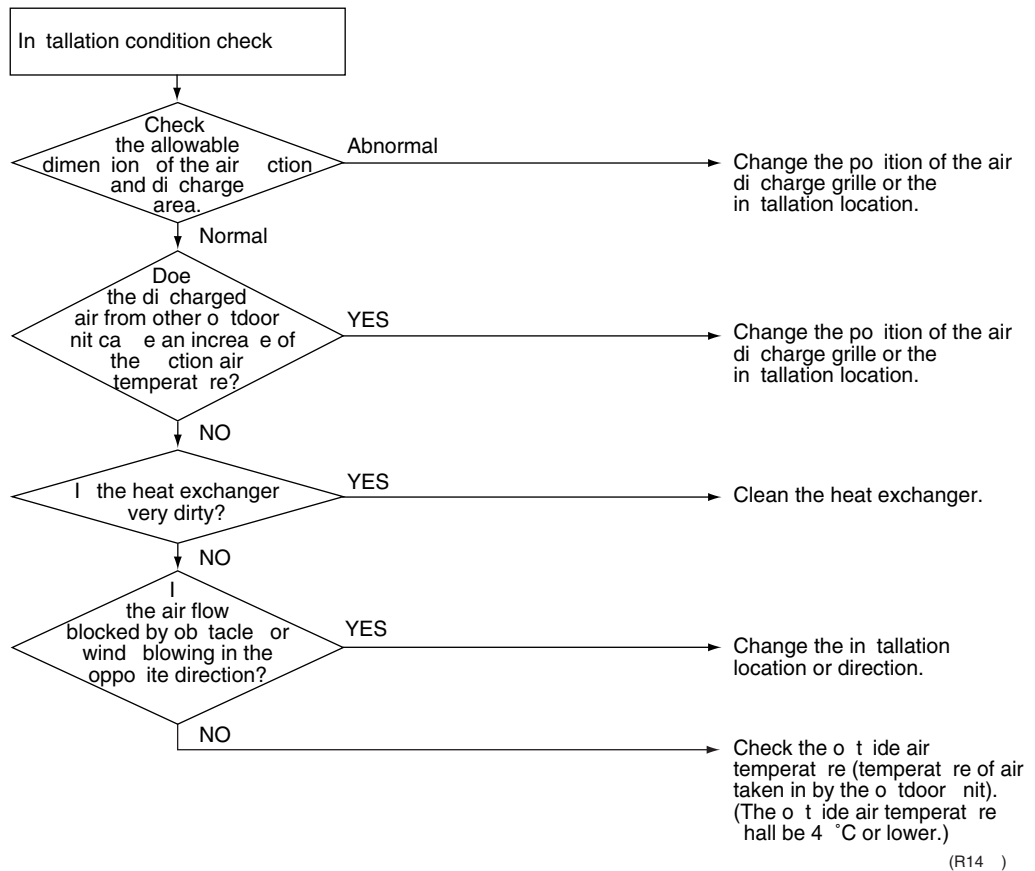 In tallation condition check
Check
the allowable
dimen ion of the air ction
and di charge
area.
Abnormal
Change the po ition of the air
di charge grille or the
in tallation location.
Normal
Doe
the di charged
air from other o tdoor
nit ca e an increa e of
the ction air
temperat re?
YES
Change the po ition of the air
di charge grille or the
in tallation location.
NO
I the heat exchanger
very dirty?
YES
Clean the heat exchanger.
NO
I
the air flow
blocked by ob tacle or
wind blowing in the
oppo ite direction?
YES
Change the in tallation
location or direction.
NO
Check the o t ide air
temperat re (temperat re of air
taken in by the o tdoor nit).
(The o t ide air temperat re
hall be 4 °C or lower.)
(R14 )